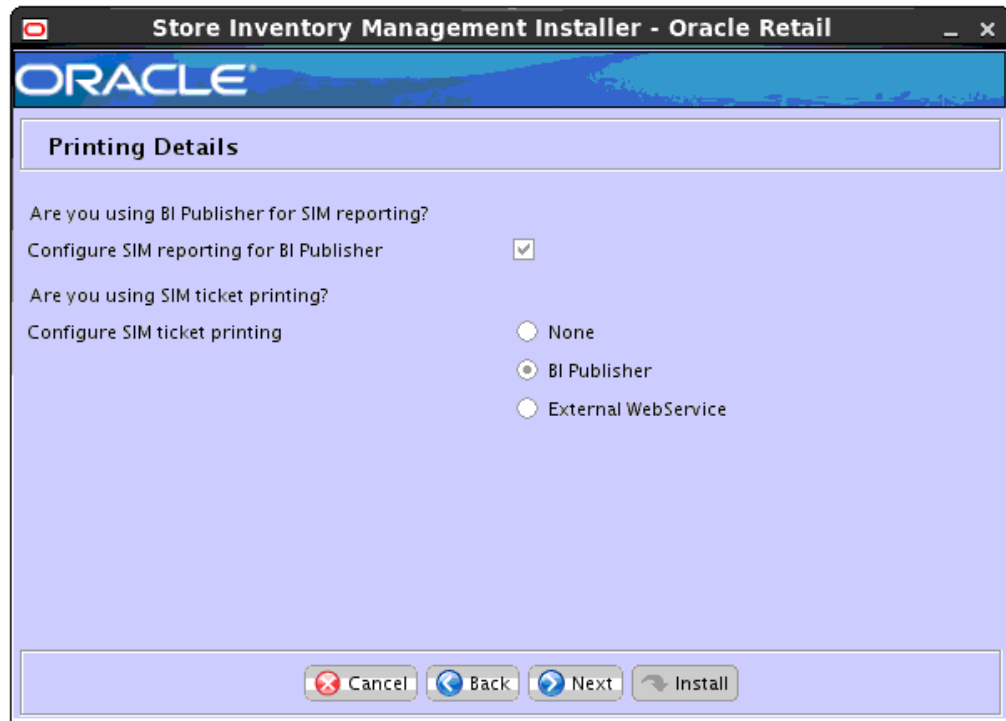 Store Inventory Management Installer - Oracle Retail
ORACLE
Printing Details
Are you using BI Publisher for SIM reporting?
Configure SIM reporting for BI Publisher
Are you using SIM ticket printing?
Configure SIM ticket printing
None
BI Publisher
External WebService
Cancel Back Next Install